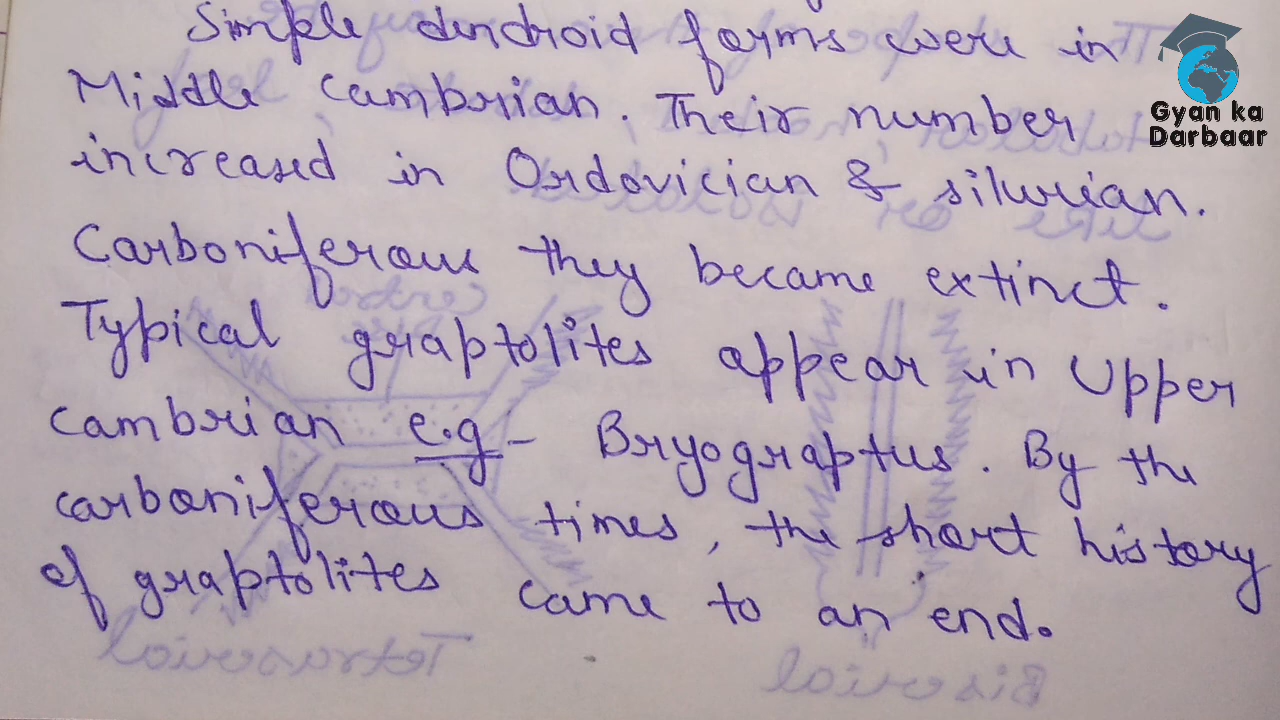 Simple dendroid forms were in
Middle Cambrian. Their number
increased in Ordovician & silurian.
Carboniferous they became extinct.
Typical graptolites appear in Upper
Cambrian e.g - Bryograptus. By the
carboniferous times, the short history
of graptolites came to an end.
Gyan ka
Darbaar